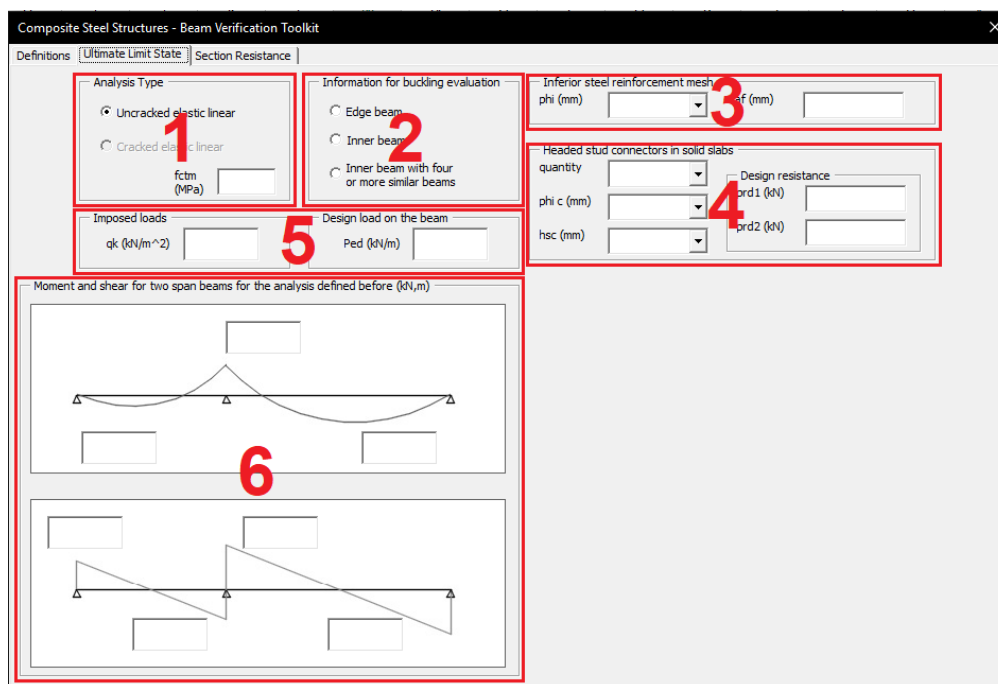 Composite Steel Structures - Beam Verification Toolkit
Definitions Ultimate Limit State Section Resistance
Analysis Type
Uncracked elastic linear
Cracked elastic linear
fctm
(MPa)
1
Information for buckling evaluation
Edge beam
Inner beam
Inner beam with four
or more similar beams
2
Inferior steel reinforcement mesh
phi (mm)
af (mm)
3
Headed stud connectors in solid slabs
quantity
phi c (mm)
hsc (mm)
Design resistance
prd1 (kN)
prd2 (kN)
4
Imposed loads
qk (kN/m^2)
Design load on the beam
Ped (kN/m)
5
Moment and shear for two span beams for the analysis defined before (kN,m)
6